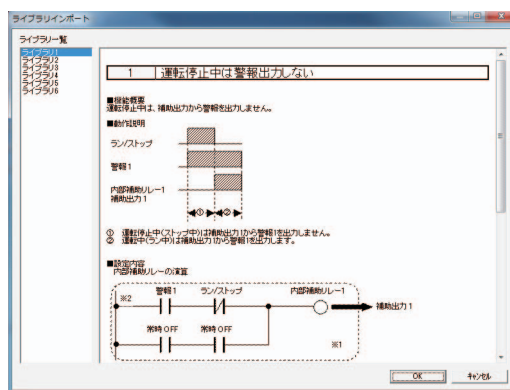 ライブラリインポート
ライブラリ一覧
ライブラリ1
ライブラリ2
ライブラリ3
ライブラリ4
ライブラリ5
ライブラリ6
1 運転停止中は警報出力しない
■機能概要
運転停止中は、補助出力から警報を出力しません。
■動作説明
ラン/ストップ
警報1
内部補助リレー1
補助出力1
① ②
① 運転停止中(ストップ中)は補助出力1から警報1を出力しません。
② 運転中(ラン中)は補助出力1から警報1を出力します。
■設定内容
内部補助リレーの演算
※2 警報1 ラン/ストップ 内部補助リレー1
補助出力1
常時OFF 常時OFF
※1
OK キャンセル